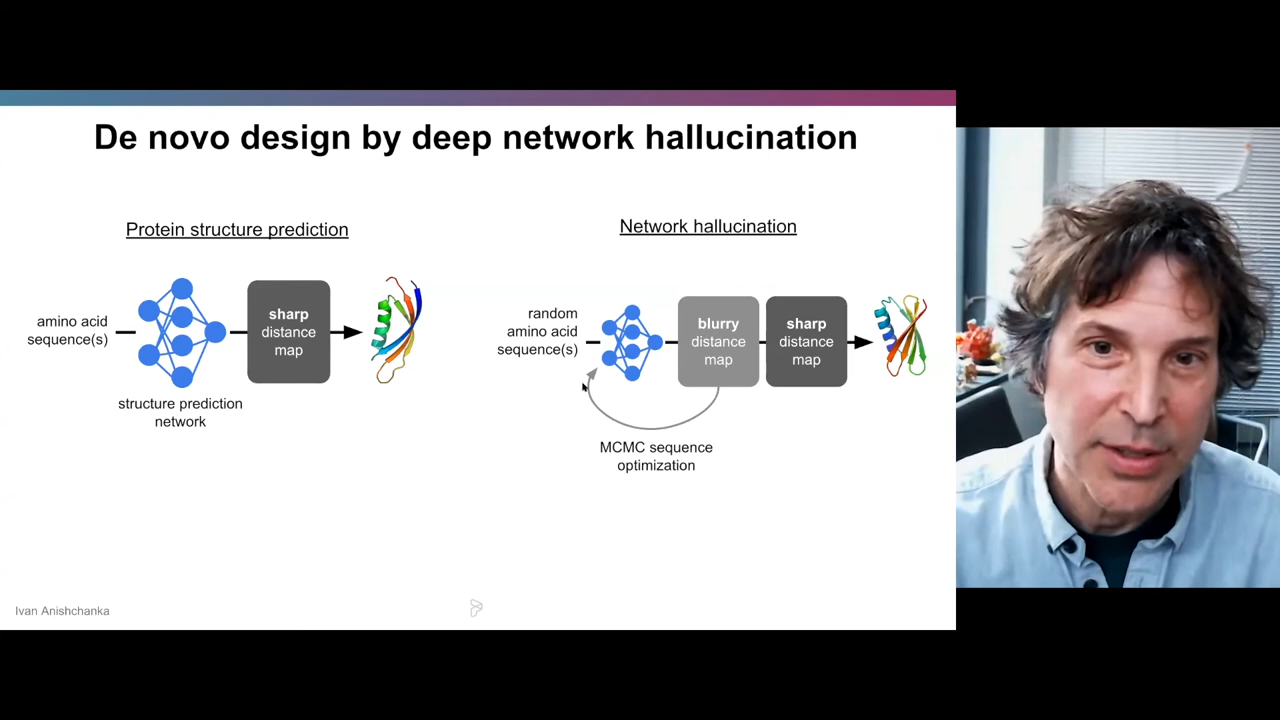 De novo design by deep network hallucination
Protein structure prediction
amino acid
sequence(s)
sharp
distance
map
structure prediction
network
Network hallucination
random
amino acid
sequence(s)
blurry
distance
map
sharp
distance
map
MCMC sequence
optimization
Ivan Anishchanka